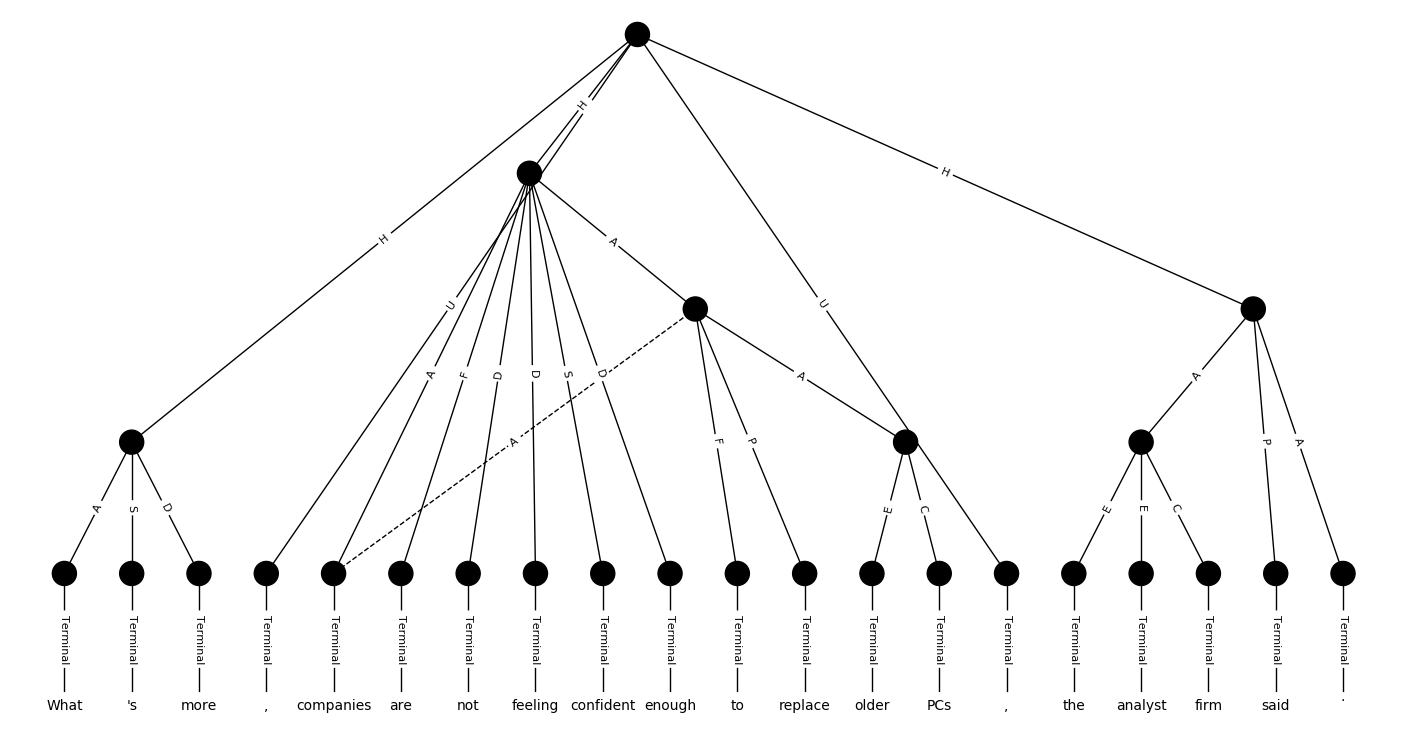 H
H
H
A
U
U
A
F
D
D
S
D
A
A
A
F
P
P
A
A
S
D
E
C
E
E
C
Terminal Terminal Terminal Terminal Terminal Terminal Terminal Terminal Terminal Terminal Terminal Terminal Terminal Terminal Terminal Terminal Terminal Terminal Terminal Terminal
What 's more , companies are not feeling confident enough to replace older PCs , the analyst firm said .